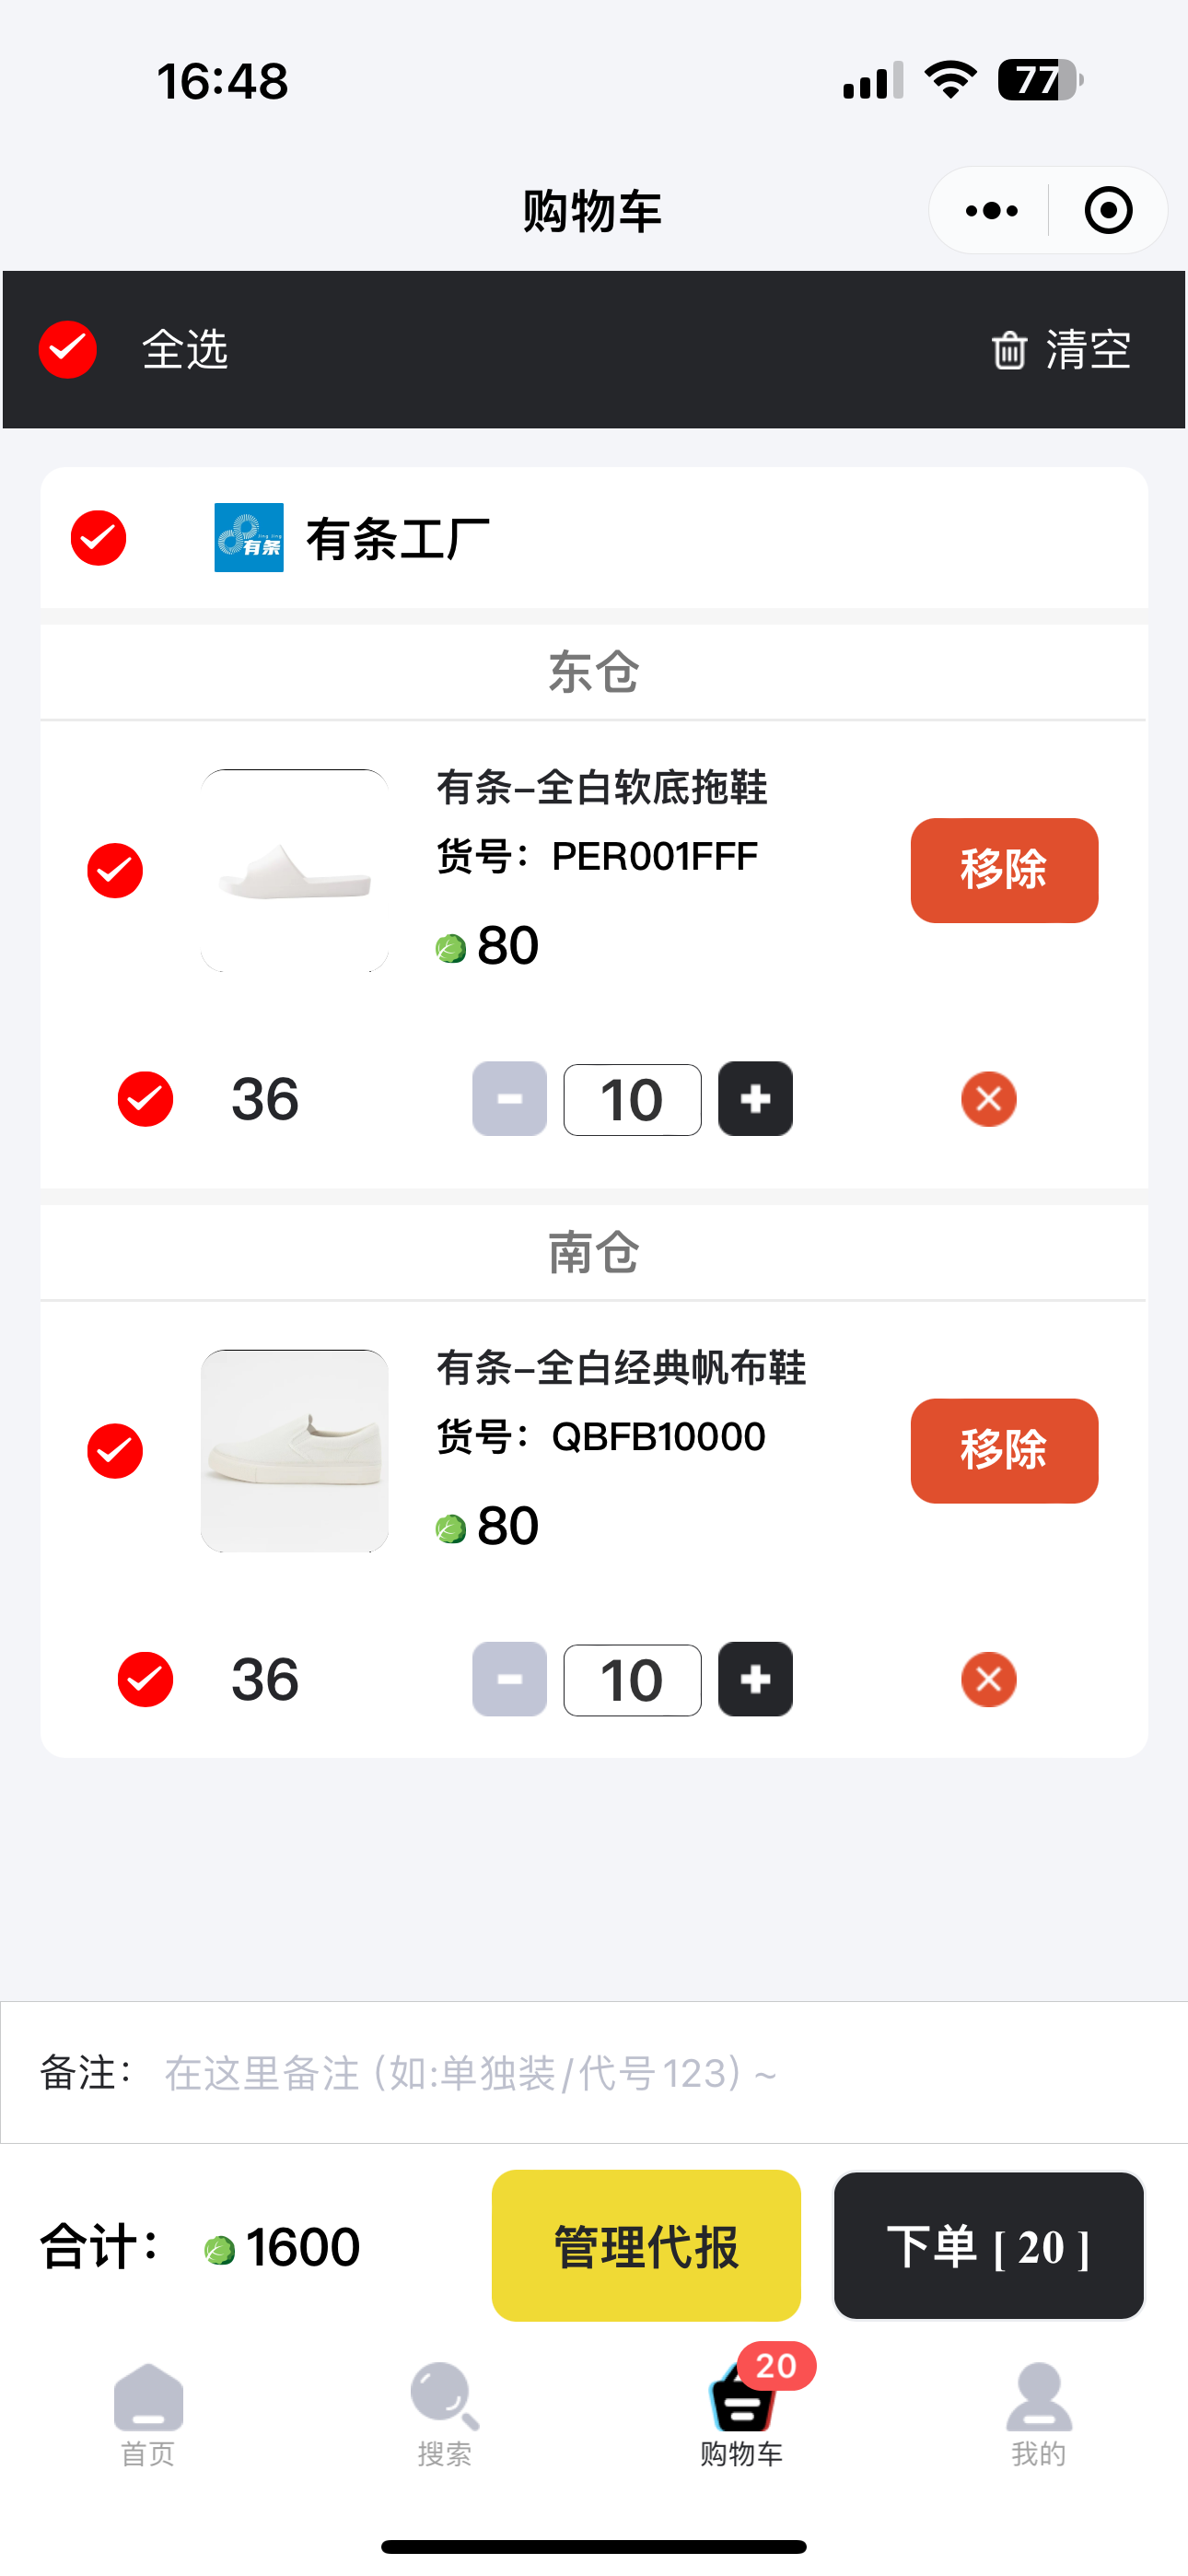 16:48
77
购物车
全选
清空
有条
有条工厂
东仓
有条-全白软底拖鞋
货号：PER001FFF
80
移除
36
10
南仓
有条-全白经典帆布鞋
货号：QBFB10000
80
移除
36
10
备注： 在这里备注 (如:单独装/代号123) ~
合计： 1600
管理代报
下单 [ 20 ]
20
首页
搜索
购物车
我的